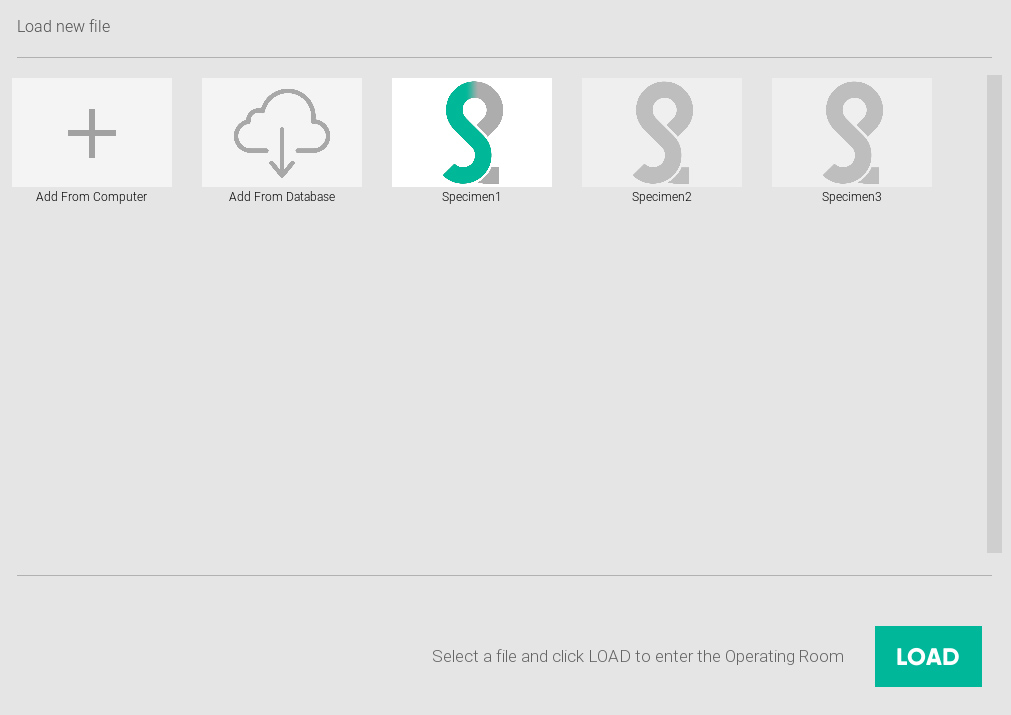 Load new file
Add From Computer
Add From Database
Specimen1
Specimen2
Specimen3
Select a file and click LOAD to enter the Operating Room
LOAD